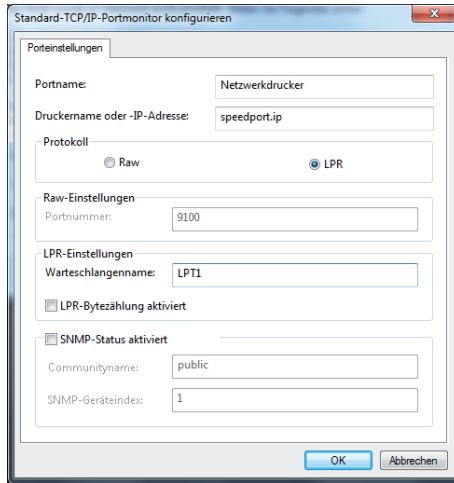 Standard-TCP/IP-Portmonitor konfigurieren
Porteinstellungen
Portname: Netzwerkdrucker
Druckername oder -IP-Adresse: speedport.ip
Protokoll
Raw LPR
Raw-Einstellungen
Portnummer: 9100
LPR-Einstellungen
Warteschlangenname: LPT1
LPR-Bytezählung aktiviert
SNMP-Status aktiviert
Communityname: public
SNMP-Geräteindex: 1
OK Abbrechen